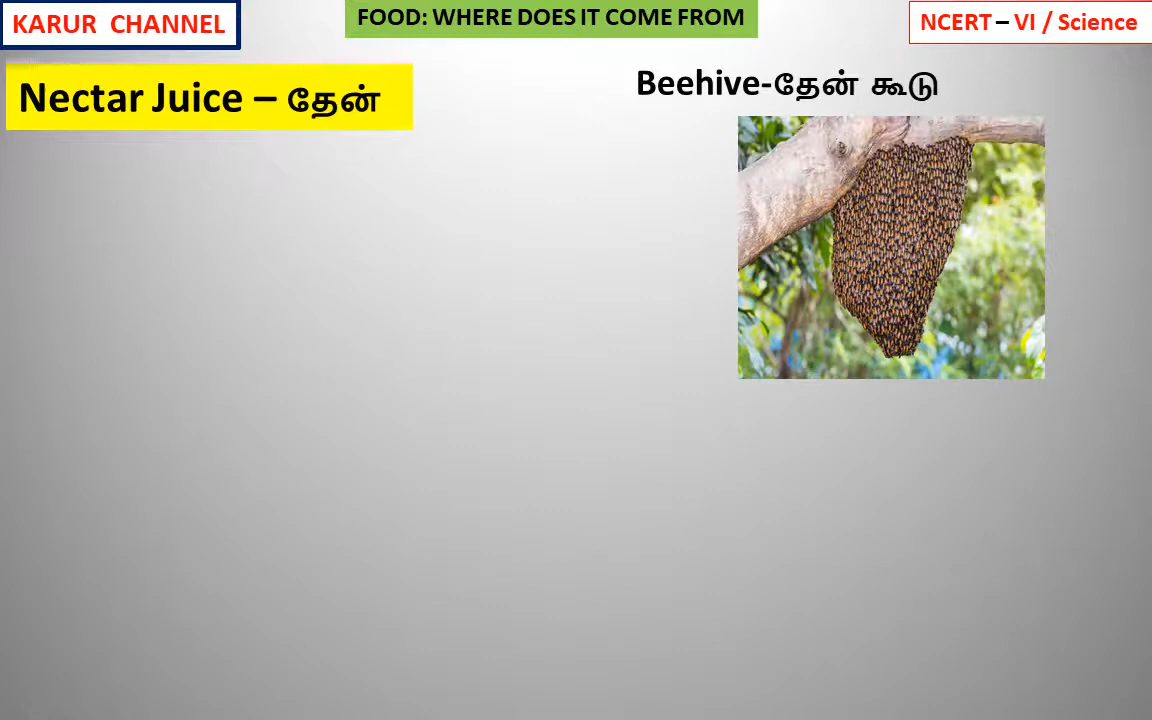 KARUR CHANNEL
FOOD: WHERE DOES IT COME FROM
NCERT – VI / Science
Nectar Juice – தேன்
Beehive-தேன் கூடு